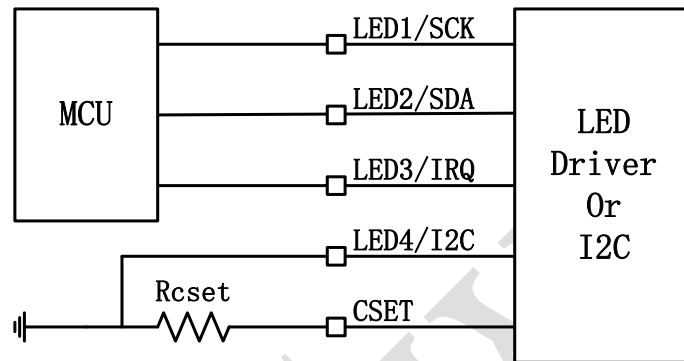 LED1/SCK
MCU
LED2/SDA
LED
Driver
Or
I2C
LED3/IRQ
LED4/I2C
Rcset
CSET